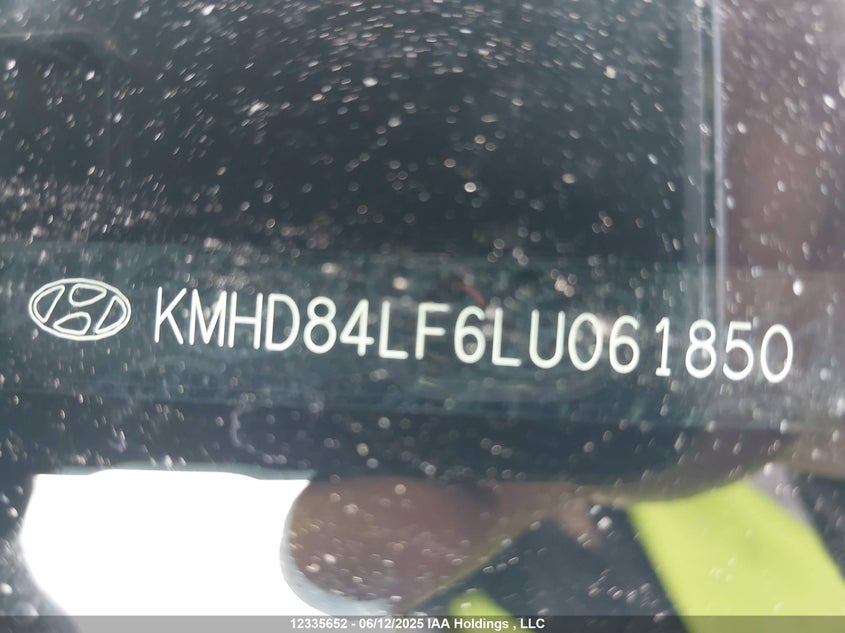 KMHD84LF6LU061850
12335652 - 06/12/2025 IAA Holdings , LLC